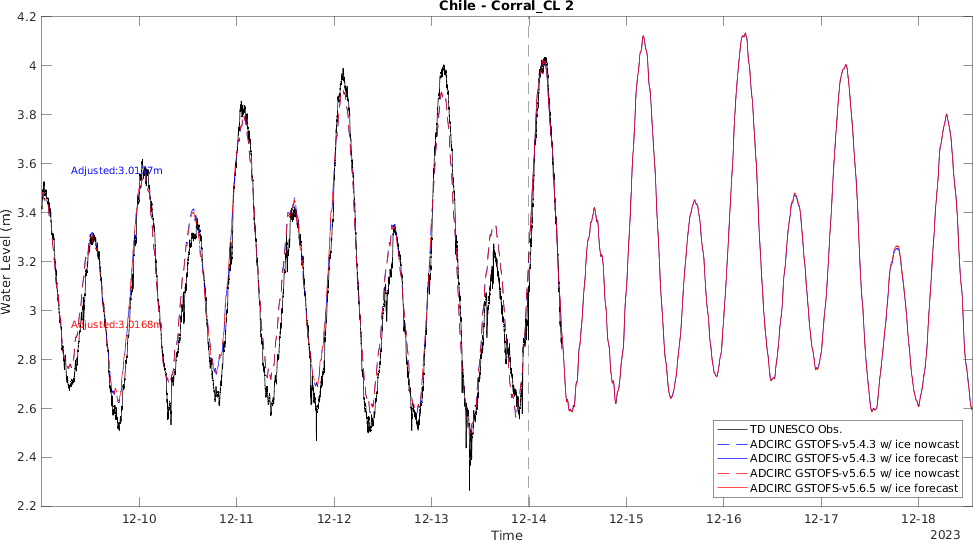 Chile - Corral_CL 2
Water Level (m)
4.2
4
3.8
3.6
3.4
3.2
3
2.8
2.6
2.4
2.2
Adjusted:3.0177m
Adjusted:3.0168m
TD UNESCO Obs.
ADCIRC GSTOFS-v5.4.3 w/ ice nowcast
ADCIRC GSTOFS-v5.4.3 w/ ice forecast
ADCIRC GSTOFS-v5.6.5 w/ ice nowcast
ADCIRC GSTOFS-v5.6.5 w/ ice forecast
12-10 12-11 12-12 12-13 12-14 12-15 12-16 12-17 12-18
Time
2023